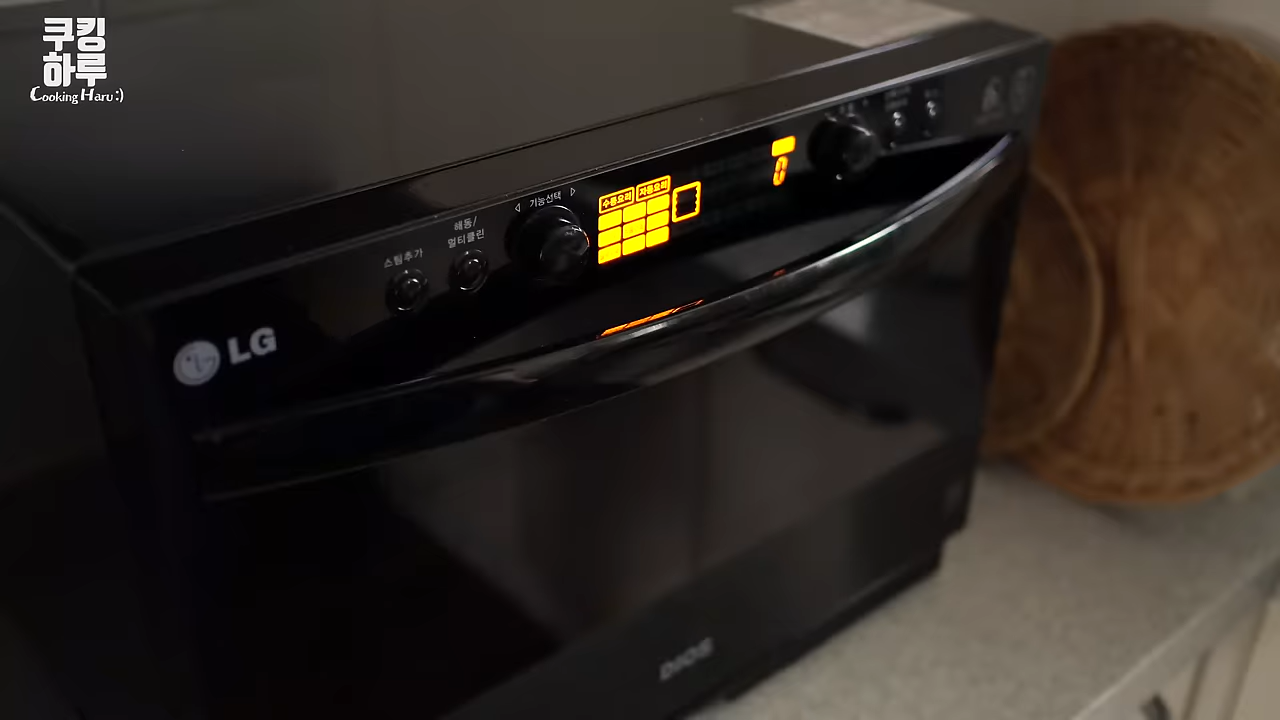 쿠킹
하루
Cooking Haru :)
스팀추가
해동/
멀티클린
◁ 기능선택 ▷
수동요리 자동요리
0
LG
DIOS